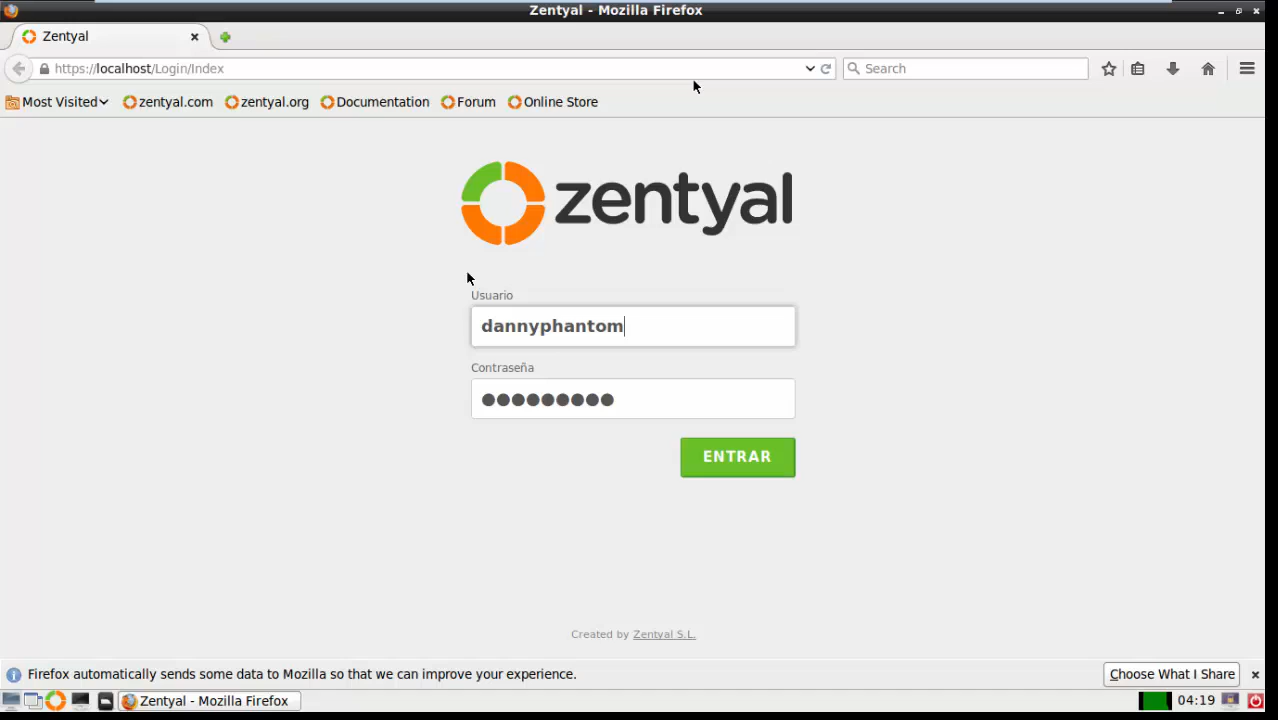 Zentyal - Mozilla Firefox
Zentyal
https://localhost/Login/Index
Search
Most Visited zentyal.com zentyal.org Documentation Forum Online Store
zentyal
Usuario
dannyphantom
Contraseña
ENTRAR
Created by Zentyal S.L.
Firefox automatically sends some data to Mozilla so that we can improve your experience.
Choose What I Share
Zentyal - Mozilla Firefox
04:19